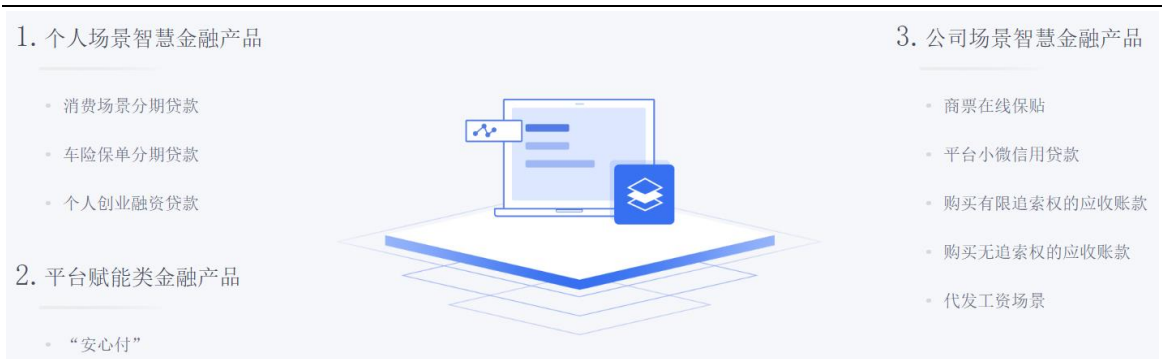 1. 个人场景智慧金融产品
消费场景分期贷款
车险保单分期贷款
个人创业融资贷款
2. 平台赋能类金融产品
“安心付”
3. 公司场景智慧金融产品
商票在线保贴
平台小微信用贷款
购买有限追索权的应收账款
购买无追索权的应收账款
代发工资场景